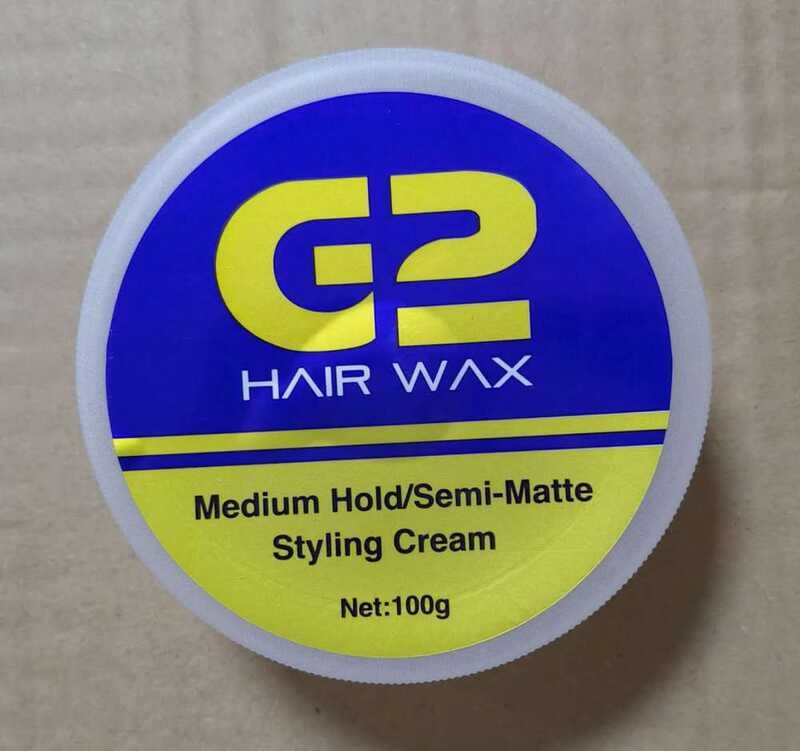 G2
HAIR WAX
Medium Hold/Semi-Matte
Styling Cream
Net:100g